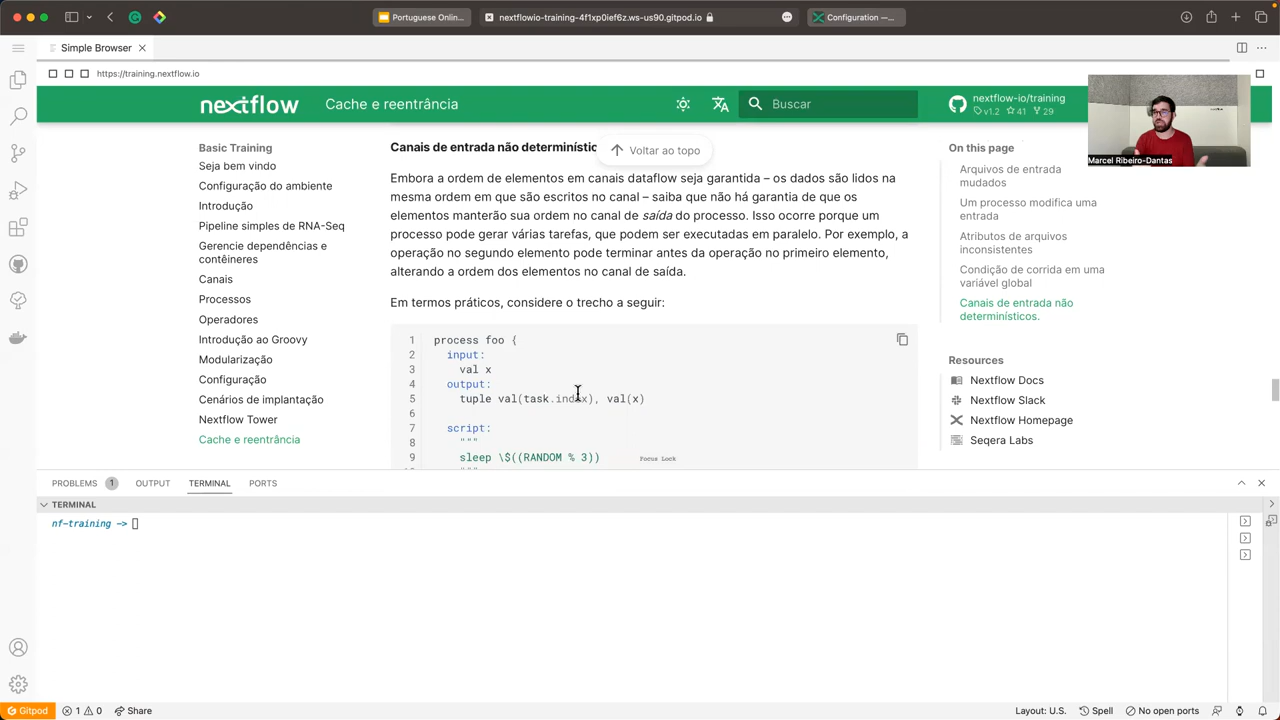 Portuguese Onlin...
nextflowio-training-4f1xp0ief6z.ws-us90.gitpod.io
Configuration —...
Simple Browser
https://training.nextflow.io
nextflow
Cache e reentrância
Buscar
nextflow-io/training
v1.2 41 29
Marcel Ribeiro-Dantas
Basic Training
Seja bem vindo
Configuração do ambiente
Introdução
Pipeline simples de RNA-Seq
Gerencie dependências e
contêineres
Canais
Processos
Operadores
Introdução ao Groovy
Modularização
Configuração
Cenários de implantação
Nextflow Tower
Cache e reentrância
Voltar ao topo
Canais de entrada não determinístic
Embora a ordem de elementos em canais dataflow seja garantida – os dados são lidos na
mesma ordem em que são escritos no canal – saiba que não há garantia de que os
elementos manterão sua ordem no canal de saída do processo. Isso ocorre porque um
processo pode gerar várias tarefas, que podem ser executadas em paralelo. Por exemplo, a
operação no segundo elemento pode terminar antes da operação no primeiro elemento,
alterando a ordem dos elementos no canal de saída.
Em termos práticos, considere o trecho a seguir:
1 process foo {
2 input:
3 val x
4 output:
5 tuple val(task.index), val(x)
6
7 script:
8 """
9 sleep \$((RANDOM % 3))
Focus Lock
On this page
Arquivos de entrada
mudados
Um processo modifica uma
entrada
Atributos de arquivos
inconsistentes
Condição de corrida em uma
variável global
Canais de entrada não
determinísticos.
Resources
Nextflow Docs
Nextflow Slack
Nextflow Homepage
Seqera Labs
PROBLEMS 1 OUTPUT TERMINAL PORTS
TERMINAL
nf-training ->
Gitpod 1 0 Share
Layout: U.S. Spell No open ports